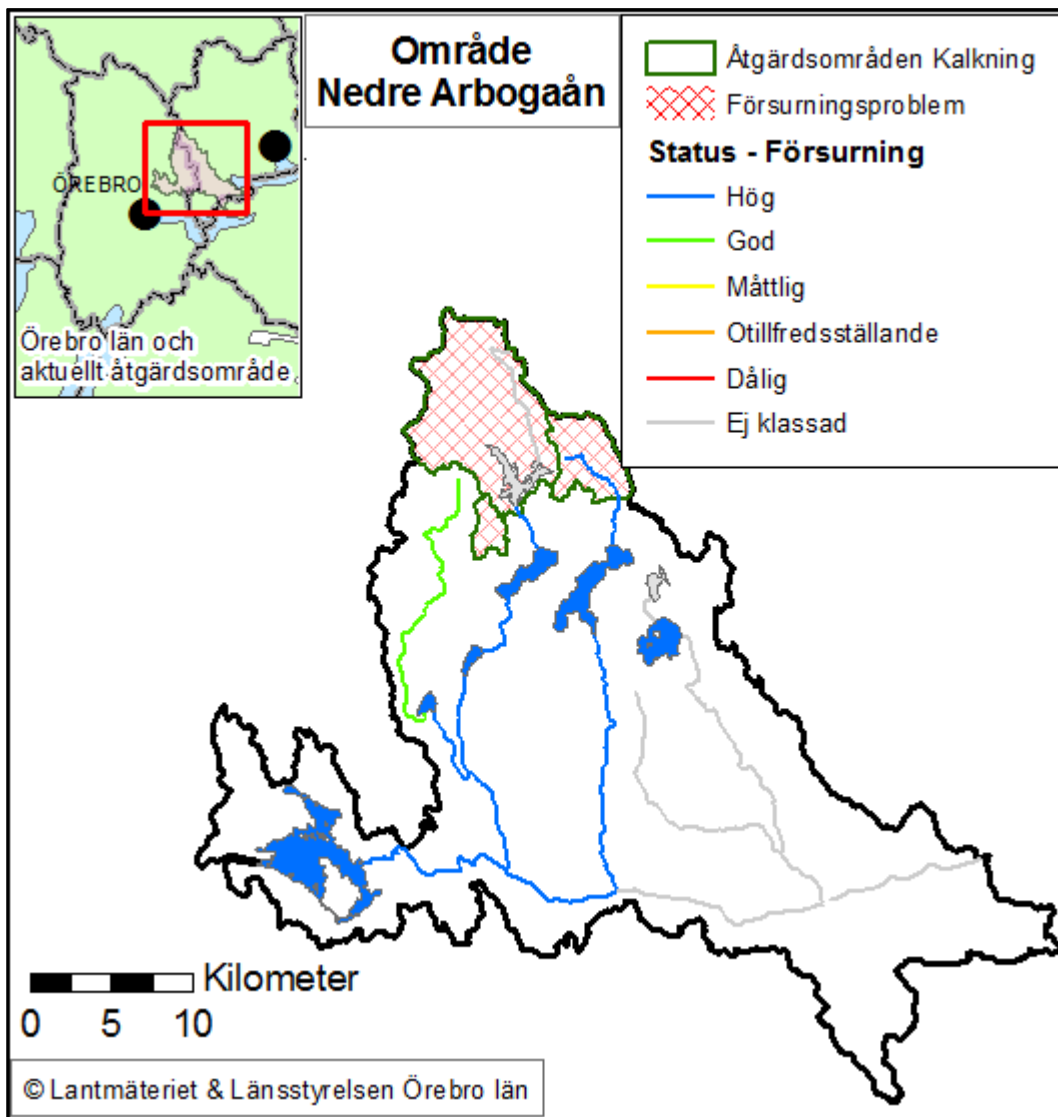 Område
Nedre Arbogaån
ÖREBRO
Örebro län och
aktuellt åtgärdsområde
Åtgärdsområden Kalkning
Försurningsproblem
Status - Försurning
Hög
God
Måttlig
Otillfredsställande
Dålig
Ej klassad
Kilometer
0 5 10
© Lantmäteriet & Länsstyrelsen Örebro län